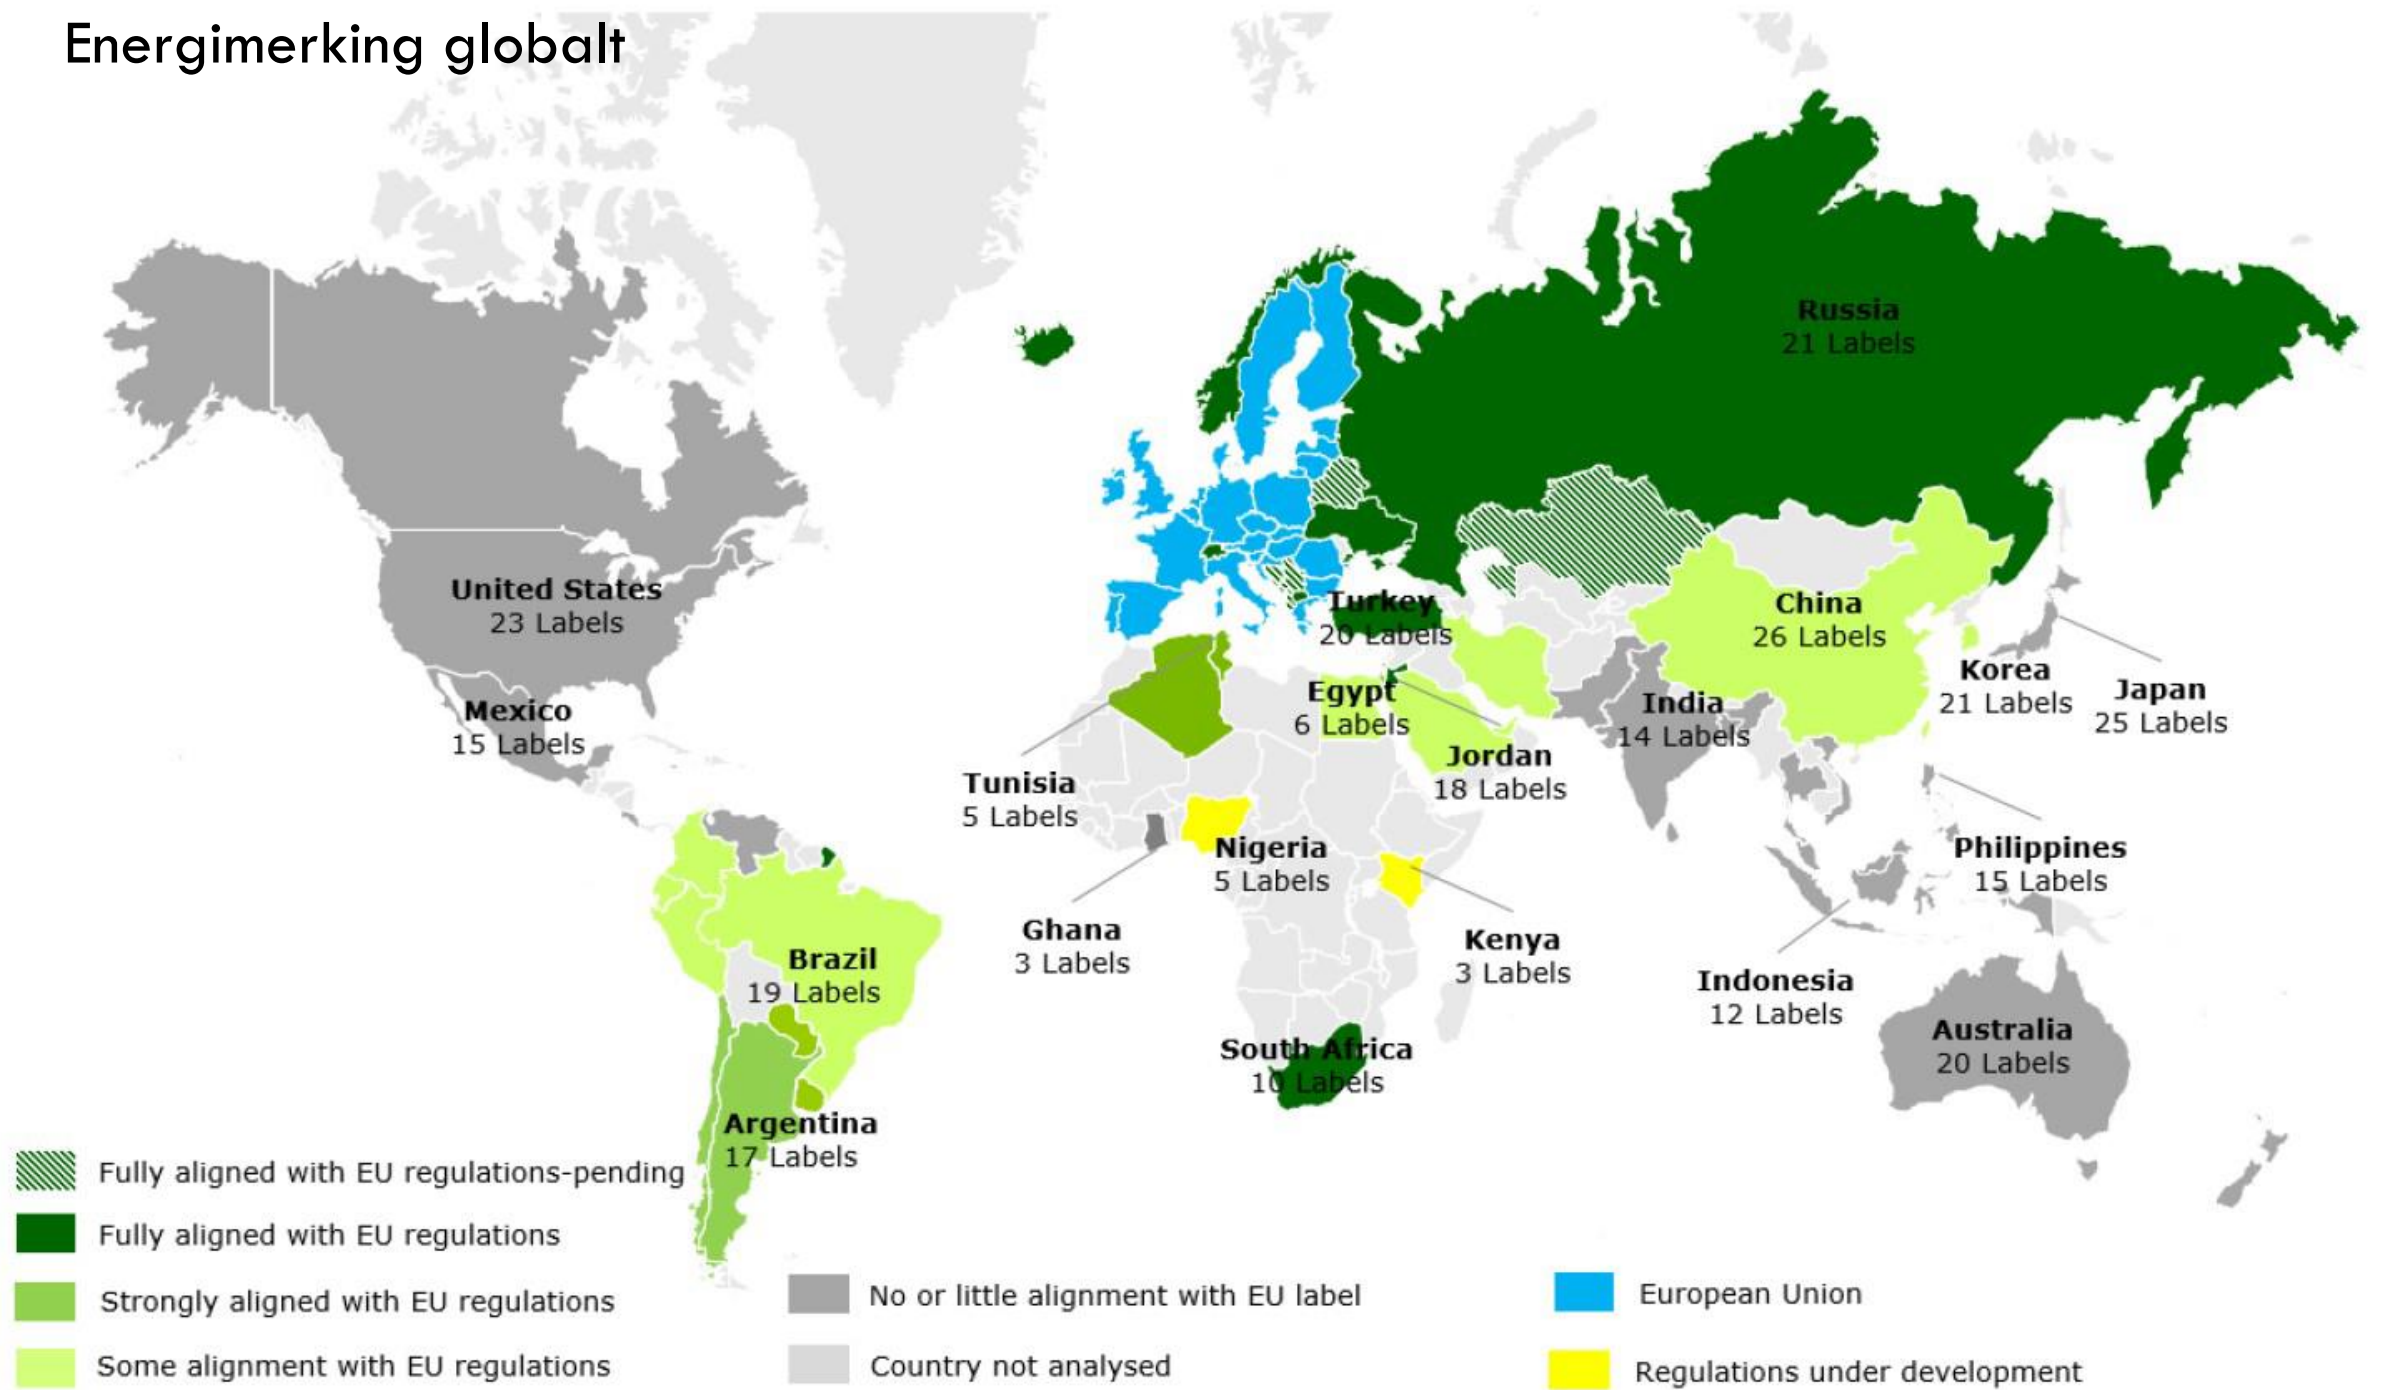 Energimerking globalt
Russia
21 Labels
United States
23 Labels
Turkey
20 Labels
China
26 Labels
Korea
21 Labels
Japan
25 Labels
Mexico
15 Labels
Egypt
6 Labels
India
14 Labels
Jordan
18 Labels
Tunisia
5 Labels
Nigeria
5 Labels
Philippines
15 Labels
Ghana
3 Labels
Kenya
3 Labels
Brazil
19 Labels
Indonesia
12 Labels
South Africa
10 Labels
Australia
20 Labels
Argentina
17 Labels
Fully aligned with EU regulations-pending
Fully aligned with EU regulations
Strongly aligned with EU regulations
Some alignment with EU regulations
No or little alignment with EU label
Country not analysed
European Union
Regulations under development